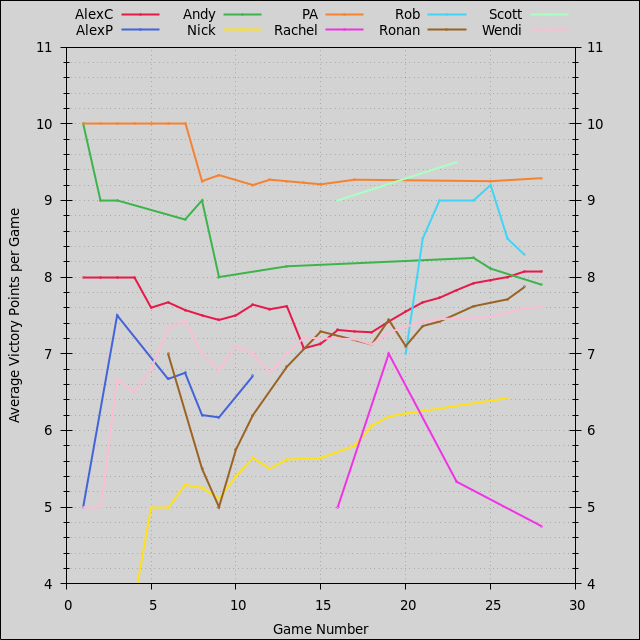 AlexC Andy PA Rob Scott
AlexP Nick Rachel Ronan Wendi
11 11
10 10
9 9
8 8
7 7
6 6
5 5
4 4
Average Victory Points per Game
0 5 10 15 20 25 30
Game Number